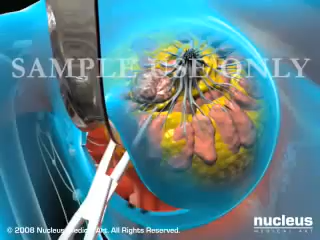 SAMPLE USE ONLY
© 2008 Nucleus Medical Art. All Rights Reserved.
nucleus
MEDICAL ART